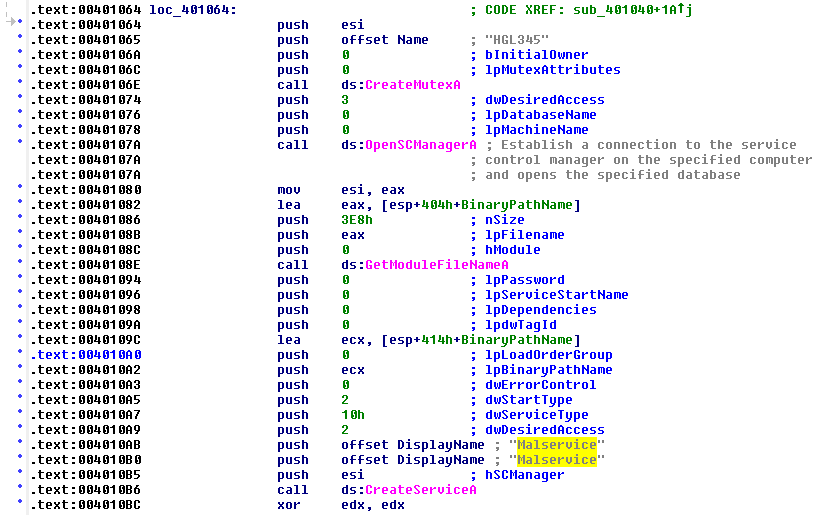 .text:00401064 loc_401064: ; CODE XREF: sub_401040+1A↑j
.text:00401064 push esi
.text:00401065 push offset Name ; "HGL345"
.text:0040106A push 0 ; bInitialOwner
.text:0040106C push 0 ; lpMutexAttributes
.text:0040106E call ds:CreateMutexA
.text:00401074 push 3 ; dwDesiredAccess
.text:00401076 push 0 ; lpDatabaseName
.text:00401078 push 0 ; lpMachineName
.text:0040107A call ds:OpenSCManagerA ; Establish a connection to the service
.text:0040107A ; control manager on the specified computer
.text:0040107A ; and opens the specified database
.text:00401080 mov esi, eax
.text:00401082 lea eax, [esp+404h+BinaryPathName]
.text:00401086 push 3E8h ; nSize
.text:0040108B push eax ; lpFilename
.text:0040108C push 0 ; hModule
.text:0040108E call ds:GetModuleFileNameA
.text:00401094 push 0 ; lpPassword
.text:00401096 push 0 ; lpServiceStartName
.text:00401098 push 0 ; lpDependencies
.text:0040109A push 0 ; lpdwTagId
.text:0040109C lea ecx, [esp+414h+BinaryPathName]
.text:004010A0 push 0 ; lpLoadOrderGroup
.text:004010A2 push ecx ; lpBinaryPathName
.text:004010A3 push 0 ; dwErrorControl
.text:004010A5 push 2 ; dwStartType
.text:004010A7 push 10h ; dwServiceType
.text:004010A9 push 2 ; dwDesiredAccess
.text:004010AB push offset DisplayName ; "Malservice"
.text:004010B0 push offset DisplayName ; "Malservice"
.text:004010B5 push esi ; hSCManager
.text:004010B6 call ds:CreateServiceA
.text:004010BC xor edx, edx